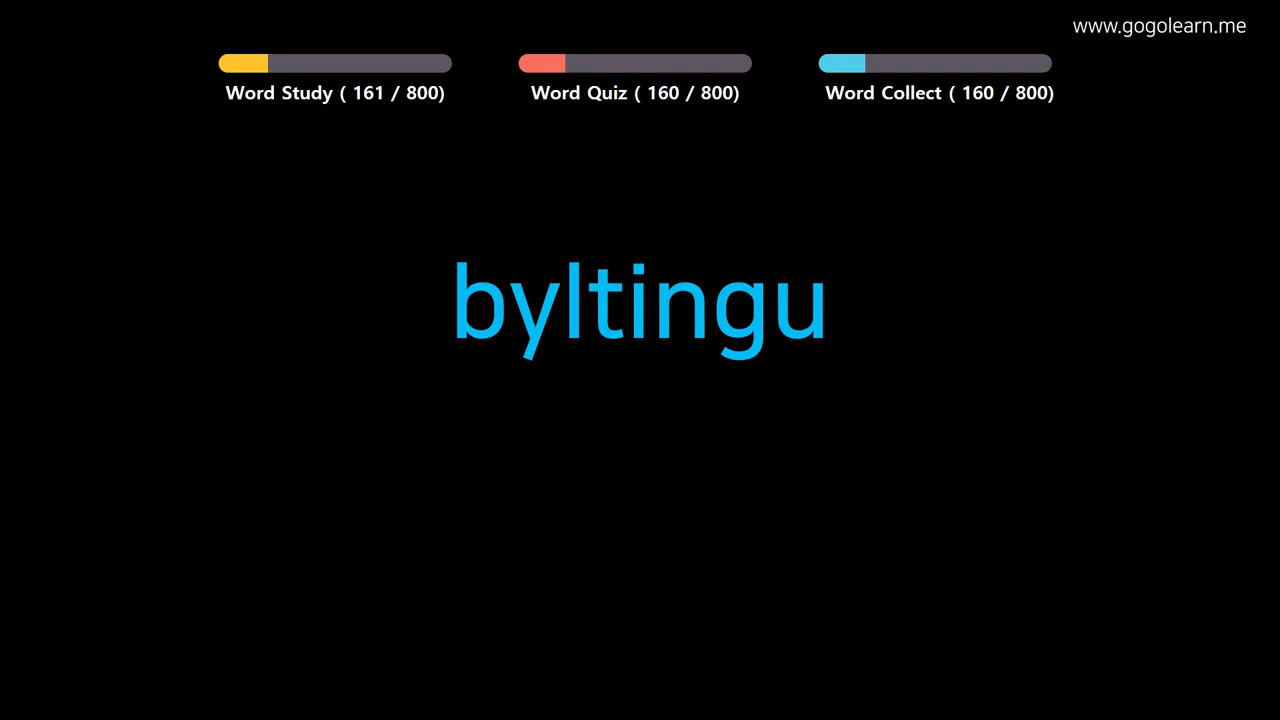 www.gogolearn.me
Word Study ( 161 / 800)
Word Quiz ( 160 / 800)
Word Collect ( 160 / 800)
byltingu